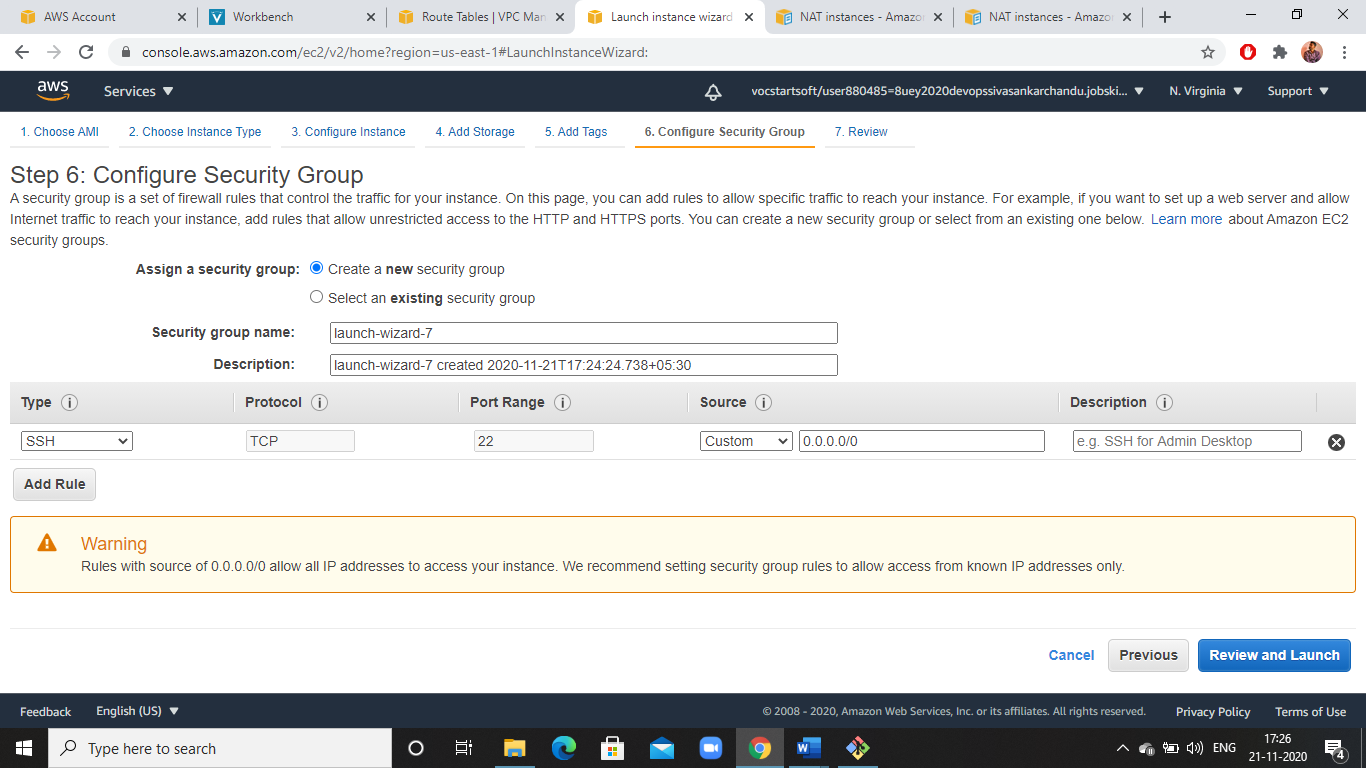 AWS Account
Workbench
Route Tables | VPC Man
Launch instance wizard
NAT instances - Amazo
NAT instances - Amazo
console.aws.amazon.com/ec2/v2/home?region=us-east-1#LaunchInstanceWizard:
aws
Services
vocstartsoft/user880485=8uey2020devopssivasankarchandu.jobski...
N. Virginia
Support
1. Choose AMI
2. Choose Instance Type
3. Configure Instance
4. Add Storage
5. Add Tags
6. Configure Security Group
7. Review
Step 6: Configure Security Group
A security group is a set of firewall rules that control the traffic for your instance. On this page, you can add rules to allow specific traffic to reach your instance. For example, if you want to set up a web server and allow
Internet traffic to reach your instance, add rules that allow unrestricted access to the HTTP and HTTPS ports. You can create a new security group or select from an existing one below. Learn more about Amazon EC2
security groups.
Assign a security group: Create a new security group
Select an existing security group
Security group name: launch-wizard-7
Description: launch-wizard-7 created 2020-11-21T17:24:24.738+05:30
Type i Protocol i Port Range i Source i Description i
SSH TCP 22 Custom 0.0.0.0/0 e.g. SSH for Admin Desktop
Add Rule
Warning
Rules with source of 0.0.0.0/0 allow all IP addresses to access your instance. We recommend setting security group rules to allow access from known IP addresses only.
Cancel
Previous
Review and Launch
Feedback
English (US)
© 2008 - 2020, Amazon Web Services, Inc. or its affiliates. All rights reserved.
Privacy Policy
Terms of Use
Type here to search
ENG
17:26
21-11-2020
4